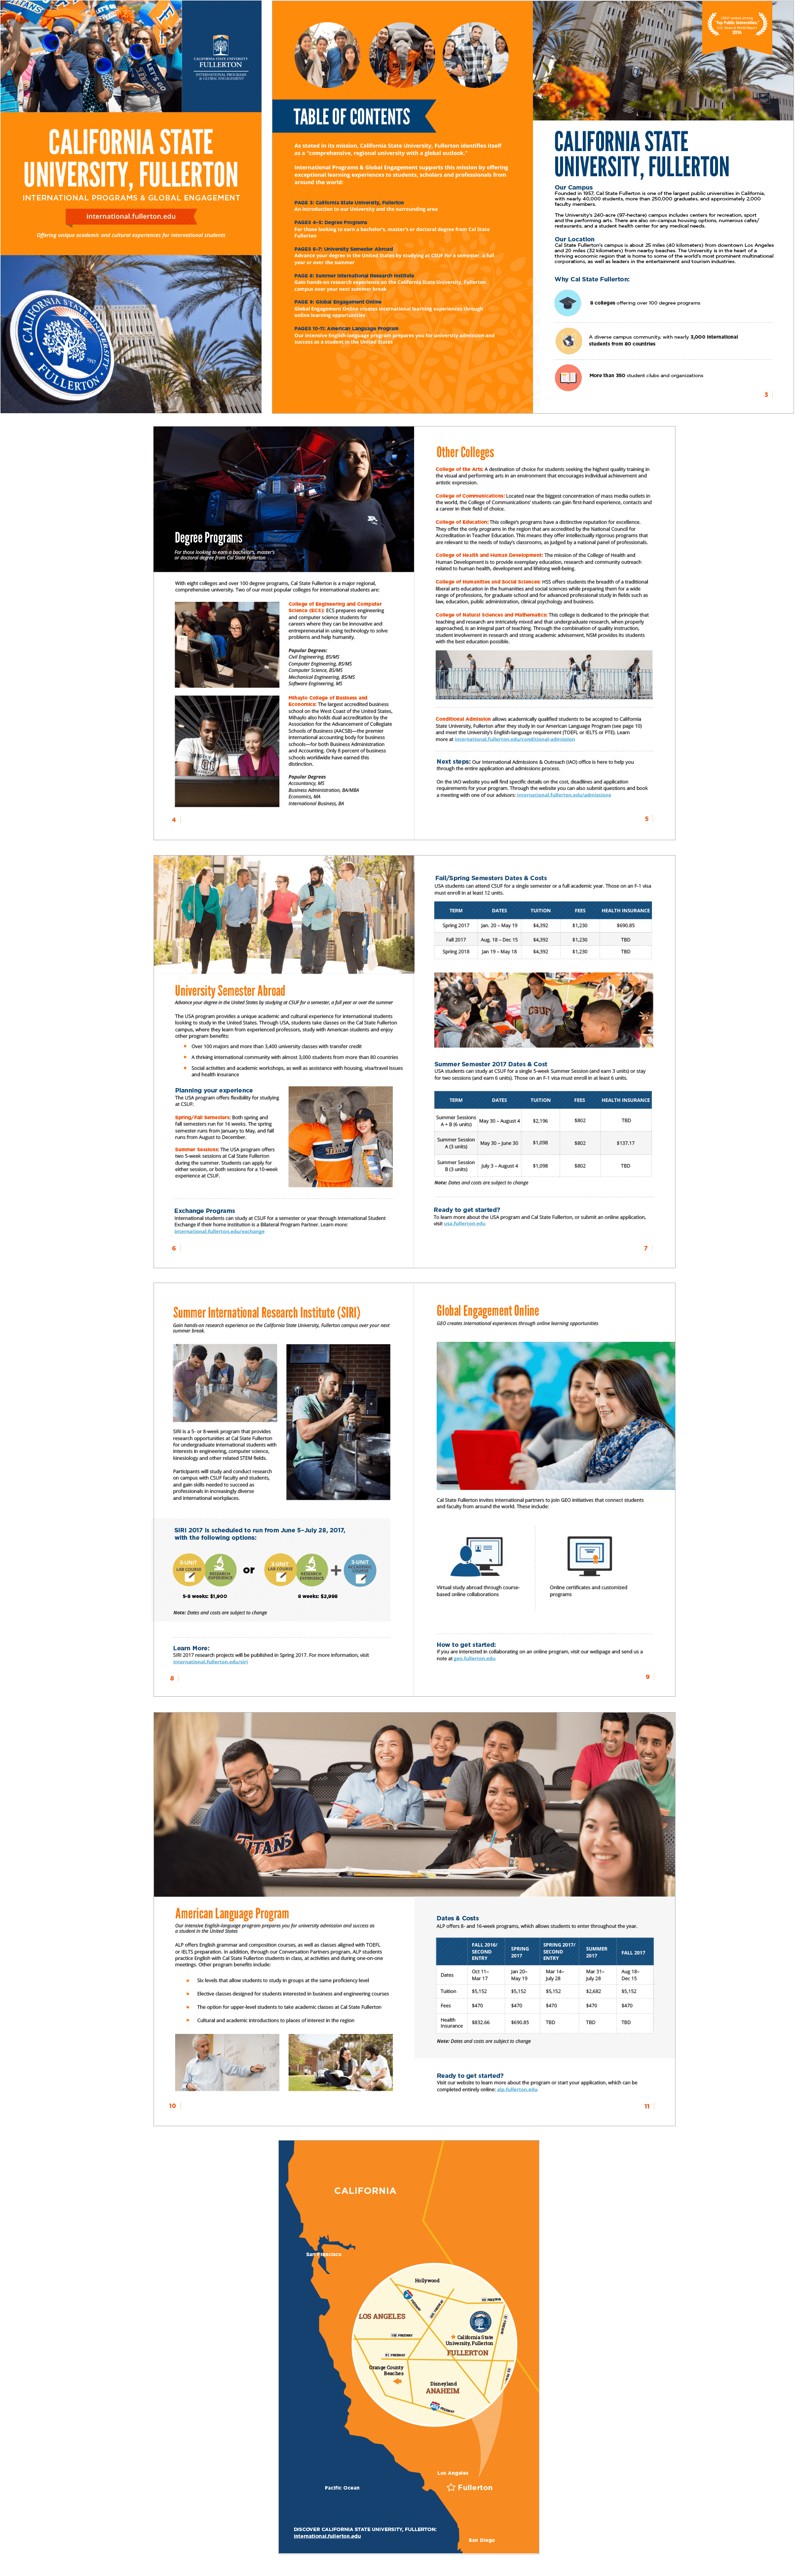 CALIFORNIA STATE UNIVERSITY
FULLERTON
INTERNATIONAL PROGRAMS
& GLOBAL ENGAGEMENT
CALIFORNIA STATE
UNIVERSITY, FULLERTON
INTERNATIONAL PROGRAMS & GLOBAL ENGAGEMENT
international.fullerton.edu
Offering unique academic and cultural experiences for international students
CALIFORNIA STATE UNIVERSITY
FULLERTON
1957
TABLE OF CONTENTS
As stated in its mission, California State University, Fullerton identifies itself
as a "comprehensive, regional university with a global outlook."
International Programs & Global Engagement supports this mission by offering
exceptional learning experiences to students, scholars and professionals from
around the world:
PAGE 3: California State University, Fullerton
An introduction to our University and the surrounding area
PAGES 4–5: Degree Programs
For those looking to earn a bachelor's, master's or doctoral degree from Cal State
Fullerton
PAGES 6–7: University Semester Abroad
Advance your degree in the United States by studying at CSUF for a semester, a full
year or over the summer
PAGE 8: Summer International Research Institute
Gain hands-on research experience on the California State University, Fullerton
campus over your next summer break
PAGE 9: Global Engagement Online
Global Engagement Online creates international learning experiences through
online learning opportunities
PAGES 10–11: American Language Program
Our intensive English-language program prepares you for university admission and
success as a student in the United States
CSUF ranked among
"Top Public Universities"
U.S. News & World Report
2016
CALIFORNIA STATE
UNIVERSITY, FULLERTON
Our Campus
Founded in 1957, Cal State Fullerton is one of the largest public universities in California,
with nearly 40,000 students, more than 250,000 graduates, and approximately 2,000
faculty members.
The University's 240-acre (97-hectare) campus includes centers for recreation, sport
and the performing arts. There are also on-campus housing options, numerous cafes/
restaurants, and a student health center for any medical needs.
Our Location
Cal State Fullerton's campus is about 25 miles (40 kilometers) from downtown Los Angeles
and 20 miles (32 kilometers) from nearby beaches. The University is in the heart of a
thriving economic region that is home to some of the world's most prominent multinational
corporations, as well as leaders in the entertainment and tourism industries.
Why Cal State Fullerton:
8 colleges offering over 100 degree programs
A diverse campus community, with nearly 3,000 international
students from 80 countries
More than 350 student clubs and organizations
3
Degree Programs
For those looking to earn a bachelor's, master's
or doctoral degree from Cal State Fullerton
With eight colleges and over 100 degree programs, Cal State Fullerton is a major regional,
comprehensive university. Two of our most popular colleges for international students are:
College of Engineering and Computer
Science (ECS): ECS prepares engineering
and computer science students for
careers where they can be innovative and
entrepreneurial in using technology to solve
problems and help humanity.
Popular Degrees:
Civil Engineering, BS/MS
Computer Engineering, BS/MS
Computer Science, BS/MS
Mechanical Engineering, BS/MS
Software Engineering, MS
Mihaylo College of Business and
Economics: The largest accredited business
school on the West Coast of the United States,
Mihaylo also holds dual accreditation by the
Association for the Advancement of Collegiate
Schools of Business (AACSB)—the premier
international accounting body for business
schools—for both Business Administration
and Accounting. Only 8 percent of business
schools worldwide have earned this
distinction.
Popular Degrees
Accountancy, MS
Business Administration, BA/MBA
Economics, MA
International Business, BA
4
Other Colleges
College of the Arts: A destination of choice for students seeking the highest quality training in
the visual and performing arts in an environment that encourages individual achievement and
artistic expression.
College of Communications: Located near the biggest concentration of mass media outlets in
the world, the College of Communications' students can gain first-hand experience, contacts and
a career in their field of choice.
College of Education: This college's programs have a distinctive reputation for excellence.
They offer the only programs in the region that are accredited by the National Council for
Accreditation in Teacher Education. This means they offer intellectually rigorous programs that
are relevant to the needs of today's classrooms, as judged by a national panel of professionals.
College of Health and Human Development: The mission of the College of Health and
Human Development is to provide exemplary education, research and community outreach
related to human health, development and lifelong well-being.
College of Humanities and Social Sciences: HSS offers students the breadth of a traditional
liberal arts education in the humanities and social sciences while preparing them for a wide
range of professions, for graduate school and for advanced professional study in fields such as
law, education, public administration, clinical psychology and business.
College of Natural Sciences and Mathematics: This college is dedicated to the principle that
teaching and research are intricately mixed and that undergraduate research, when properly
approached, is an integral part of teaching. Through the combination of quality instruction,
student involvement in research and strong academic advisement, NSM provides its students
with the best education possible.
Conditional Admission allows academically qualified students to be accepted to California
State University, Fullerton after they study in our American Language Program (see page 10)
and meet the University's English-language requirement (TOEFL or IELTS or PTE). Learn
more at international.fullerton.edu/conditional-admission
Next steps: Our International Admissions & Outreach (IAO) office is here to help you
through the entire application and admissions process.
On the IAO website you will find specific details on the cost, deadlines and application
requirements for your program. Through the website you can also submit questions and book
a meeting with one of our advisors: international.fullerton.edu/admissions
5
University Semester Abroad
Advance your degree in the United States by studying at CSUF for a semester, a full year or over the summer
The USA program provides a unique academic and cultural experience for international students
looking to study in the United States. Through USA, students take classes on the Cal State Fullerton
campus, where they learn from experienced professors, study with American students and enjoy
other program benefits:
Over 100 majors and more than 3,400 university classes with transfer credit
A thriving international community with almost 3,000 students from more than 80 countries
Social activities and academic workshops, as well as assistance with housing, visa/travel issues
and health insurance
Planning your experience
The USA program offers flexibility for studying
at CSUF:
Spring/Fall Semesters: Both spring and
fall semesters run for 16 weeks. The spring
semester runs from January to May, and fall
runs from August to December.
Summer Sessions: The USA program offers
two 5-week sessions at Cal State Fullerton
during the summer. Students can apply for
either session, or both sessions for a 10-week
experience at CSUF.
Exchange Programs
International students can study at CSUF for a semester or year through International Student
Exchange if their home institution is a Bilateral Program Partner. Learn more:
international.fullerton.edu/exchange
6
Fall/Spring Semesters Dates & Costs
USA students can attend CSUF for a single semester or a full academic year. Those on an F-1 visa
must enroll in at least 12 units.
TERM DATES TUITION FEES HEALTH INSURANCE
Spring 2017 Jan. 20 – May 19 $4,392 $1,230 $690.85
Fall 2017 Aug. 18 – Dec 15 $4,392 $1,230 TBD
Spring 2018 Jan 19 – May 18 $4,392 $1,230 TBD
CSUF
Summer Semester 2017 Dates & Cost
USA students can study at CSUF for a single 5-week Summer Session (and earn 3 units) or stay
for two sessions (and earn 6 units). Those on an F-1 visa must enroll in at least 6 units.
TERM DATES TUITION FEES HEALTH INSURANCE
Summer Sessions
A + B (6 units) May 30 – August 4 $2,196 $802 TBD
Summer Session
A (3 units) May 30 – June 30 $1,098 $802 $137.17
Summer Session
B (3 units) July 3 – August 4 $1,098 $802 TBD
Note: Dates and costs are subject to change
Ready to get started?
To learn more about the USA program and Cal State Fullerton, or submit an online application,
visit usa.fullerton.edu
7
Summer International Research Institute (SIRI)
Gain hands-on research experience on the California State University, Fullerton campus over your next
summer break.
SIRI is a 5- or 8-week program that provides
research opportunities at Cal State Fullerton
for undergraduate international students with
interests in engineering, computer science,
kinesiology and other related STEM fields.
Participants will study and conduct research
on campus with CSUF faculty and students,
and gain skills needed to succeed as
professionals in increasingly diverse
and international workplaces.
SIRI 2017 is scheduled to run from June 5–July 28, 2017,
with the following options:
3-UNIT
LAB COURSE
RESEARCH
EXPERIENCE
or
3-UNIT
LAB COURSE
RESEARCH
EXPERIENCE
+
3-UNIT
COURSE
5-8 weeks: $1,900
8 weeks: $2,998
Note: Dates and costs are subject to change
Learn More:
SIRI 2017 research projects will be published in Spring 2017. For more information, visit
international.fullerton.edu/siri
8
Global Engagement Online
GEO creates international experiences through online learning opportunities
Cal State Fullerton invites international partners to join GEO initiatives that connect students
and faculty from around the world. These include:
Virtual study abroad through course-
based online collaborations
Online certificates and customized
programs
How to get started:
If you are interested in collaborating on an online program, visit our webpage and send us a
note at geo.fullerton.edu
9
TITANS
American Language Program
Our intensive English-language program prepares you for university admission and success as
a student in the United States
ALP offers English grammar and composition courses, as well as classes aligned with TOEFL
or IELTS preparation. In addition, through our Conversation Partners program, ALP students
practice English with Cal State Fullerton students in class, at activities and during one-on-one
meetings. Other program benefits include:
Six levels that allow students to study in groups at the same proficiency level
Elective classes designed for students interested in business and engineering courses
The option for upper-level students to take academic classes at Cal State Fullerton
Cultural and academic introductions to places of interest in the region
10
Dates & Costs
ALP offers 8- and 16-week programs, which allows students to enter throughout the year.
FALL 2016/ SECOND ENTRY SPRING 2017 SPRING 2017/ SECOND ENTRY SUMMER 2017 FALL 2017
Dates Oct 11– Mar 17 Jan 20– May 19 Mar 14– July 28 Mar 31– July 28 Aug 18– Dec 15
Tuition $5,152 $5,152 $5,152 $2,682 $5,152
Fees $470 $470 $470 $470 $470
Health Insurance $832.66 $690.85 TBD TBD TBD
Note: Dates and costs are subject to change
Ready to get started?
Visit our website to learn more about the program or start your application, which can be
completed entirely online: alp.fullerton.edu
11
CALIFORNIA
San Francisco
Hollywood
LOS ANGELES
California State
University, Fullerton
FULLERTON
Orange County
Beaches
Disneyland
ANAHEIM
Los Angeles
Pacific Ocean
Fullerton
DISCOVER CALIFORNIA STATE UNIVERSITY, FULLERTON:
international.fullerton.edu
San Diego